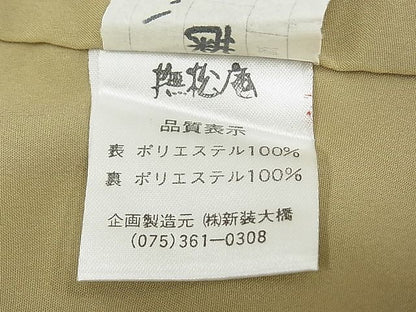 撫松庵
品質表示
表 ポリエステル100%
裏 ポリエステル100%
企画製造元 ㈱新装大橋
(075)361-0308